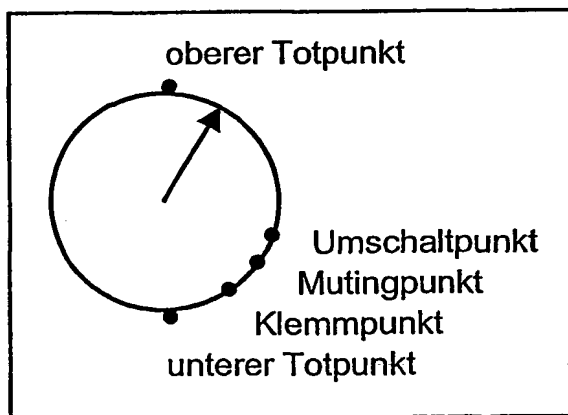 oberer Totpunkt
Umschaltpunkt
Mutingpunkt
Klemmpunkt
unterer Totpunkt